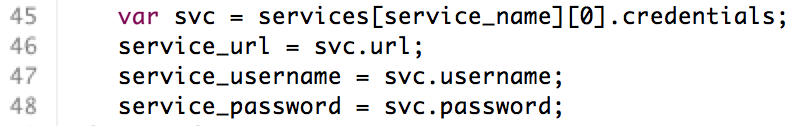 45 var svc = services[service_name][0].credentials;
46 service_url = svc.url;
47 service_username = svc.username;
48 service_password = svc.password;